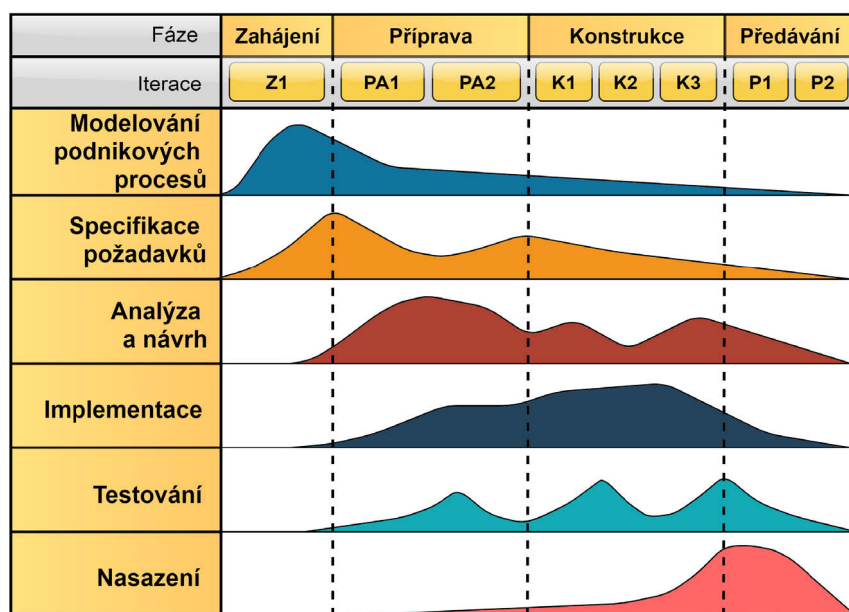 Fáze Zahájení Příprava Konstrukce Předávání
Iterace Z1 PA1 PA2 K1 K2 K3 P1 P2
Modelování
podnikových
procesů
Specifikace
požadavků
Analýza
a návrh
Implementace
Testování
Nasazení